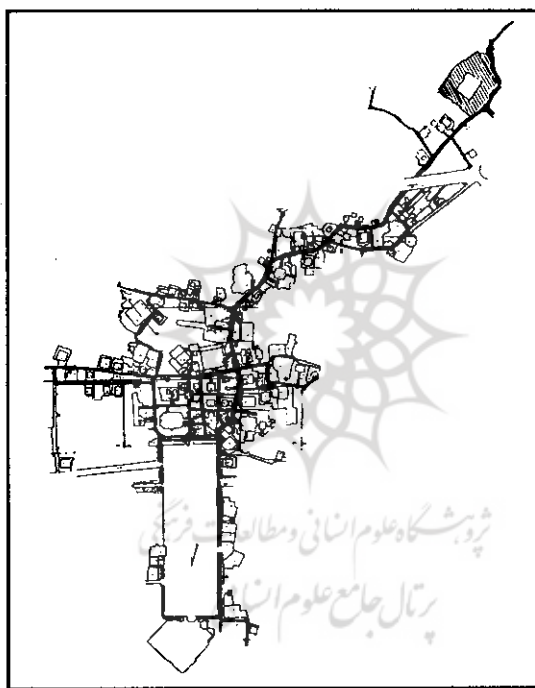 پژوهشگاه علوم انسانی و مطالعات فرهنگی
پرتال جامع علوم انسانی